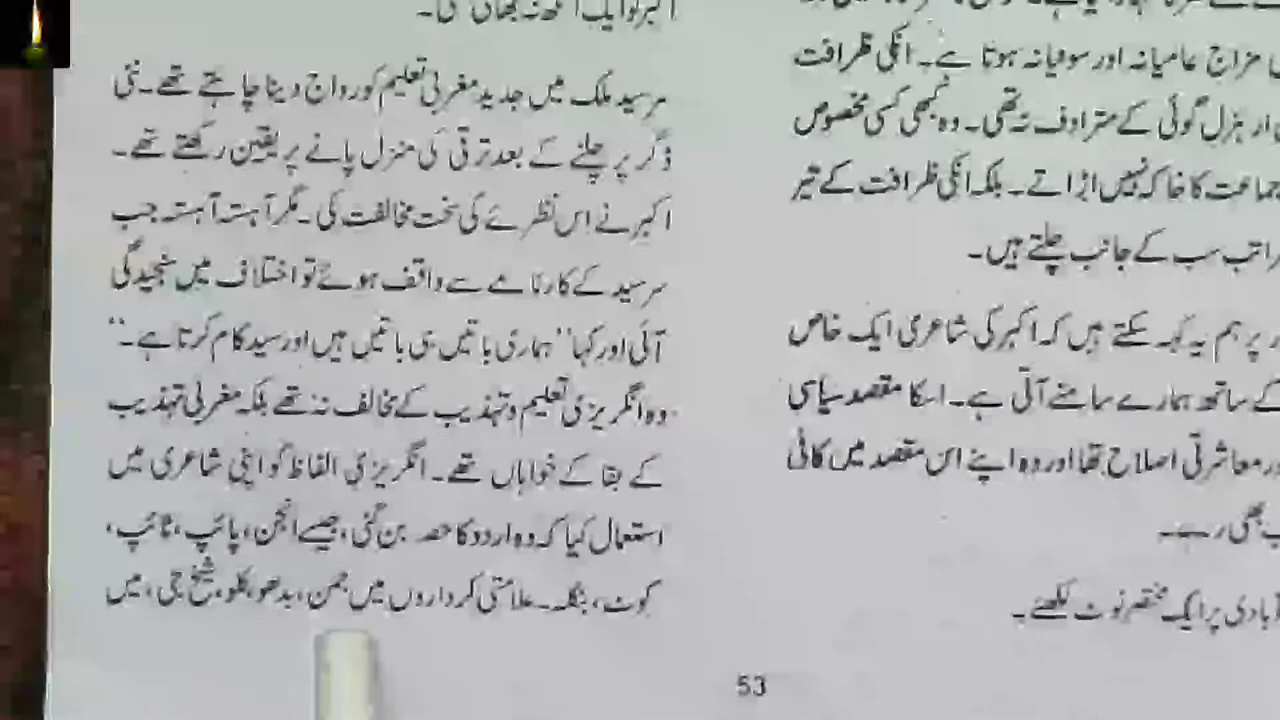 مزاج عامیانہ اور سوقیانہ ہوتا ہے۔ انکی ظرافت
ہزل گوئی کے مترادف نہ تھی۔ وہ کبھی کسی مخصوص
جماعت کا خاکہ نہیں اڑاتے۔ بلکہ انکی ظرافت کے تیر
سب کے جانب چلتے ہیں۔
پر ہم یہ کہہ سکتے ہیں کہ اکبر کی شاعری ایک خاص
کے ساتھ ہمارے سامنے آتی ہے۔ اسکا مقصد سیاسی
معاشرتی اصلاح تھا اور وہ اپنے اس مقصد میں کافی
بھی رہے۔
پر ایک مختصر نوٹ لکھئے۔
اکبر کو ایک آنکھ نہ بھاتی تھی۔
سرسید ملک میں جدید مغربی تعلیم کو رواج دینا چاہتے تھے۔ نئی
ڈگر پر چلنے کے بعد ترقی کی منزل پانے پر یقین رکھتے تھے۔
اکبر نے اس نظرئے کی سخت مخالفت کی۔ مگر آہستہ آہستہ جب
سرسید کے کارنامے سے واقف ہوئے تو اختلاف میں سنجیدگی
آئی اور کہا ''ہماری باتیں ہی باتیں ہیں اور سید کام کرتا ہے۔''
وہ انگریزی تعلیم و تہذیب کے مخالف نہ تھے بلکہ مغربی تہذیب
کے بقا کے خواہاں تھے۔ انگریزی الفاظ کو اپنی شاعری میں
استعمال کیا کہ وہ اردو کا حصہ بن گئی، جیسے انجن، پائپ، ٹائپ،
کوٹ، بنگلہ۔ علامتی کرداروں میں جمن، بدھو، کلو، شیخ جی، میں
53